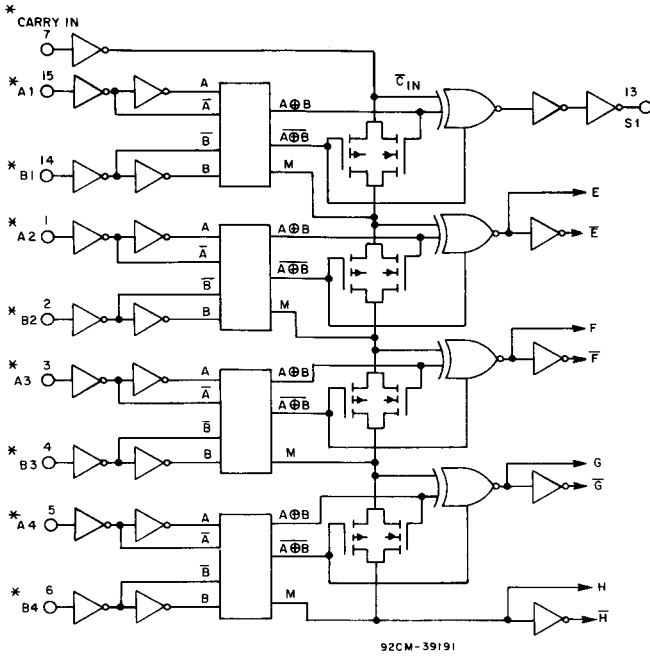 *
CARRY IN
7
C̅IN
*
15
A1
A
A̅
A⊕B
A̅⊕̅B̅
13
S1
*
14
B1
B̅
B
M
E
*
1
A2
A
A̅
A⊕B
E̅
A̅⊕̅B̅
*
2
B2
B̅
B
M
F
*
3
A3
A
A̅
A⊕B
F̅
A̅⊕̅B̅
*
4
B3
B̅
B
M
G
*
5
A4
A
A̅
A⊕B
G̅
A̅⊕̅B̅
*
6
B4
B̅
B
M
H
H̅
92CM-39191